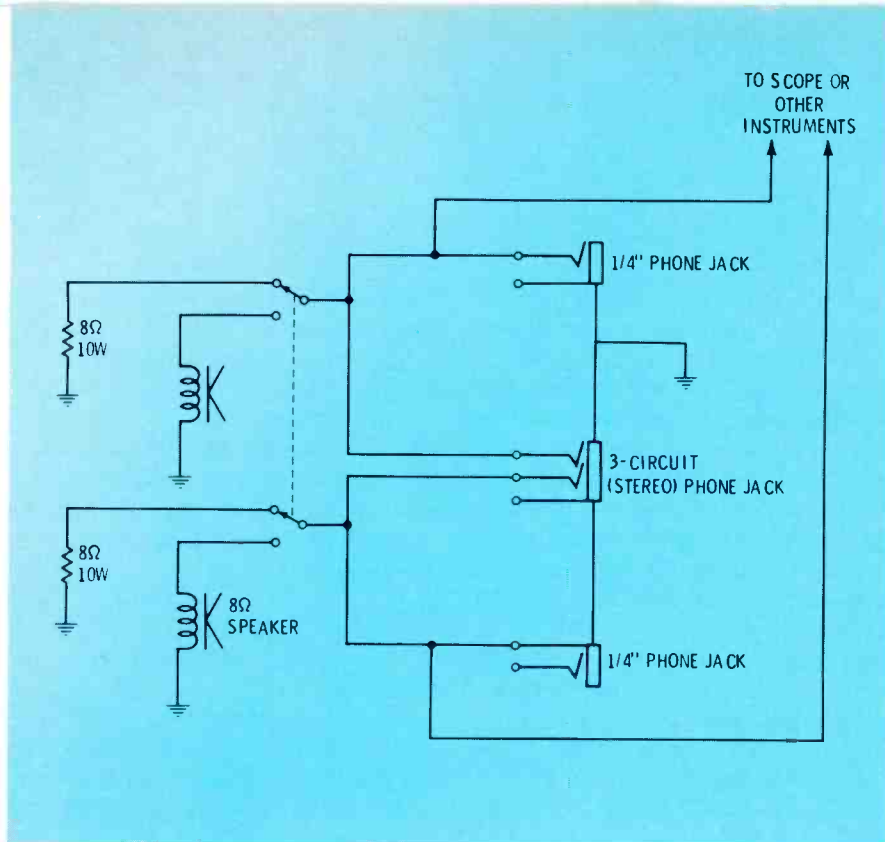 TO SCOPE OR
OTHER
INSTRUMENTS
1/4" PHONE JACK
8Ω
10W
3-CIRCUIT
(STEREO) PHONE JACK
8Ω
10W
8Ω
SPEAKER
1/4" PHONE JACK